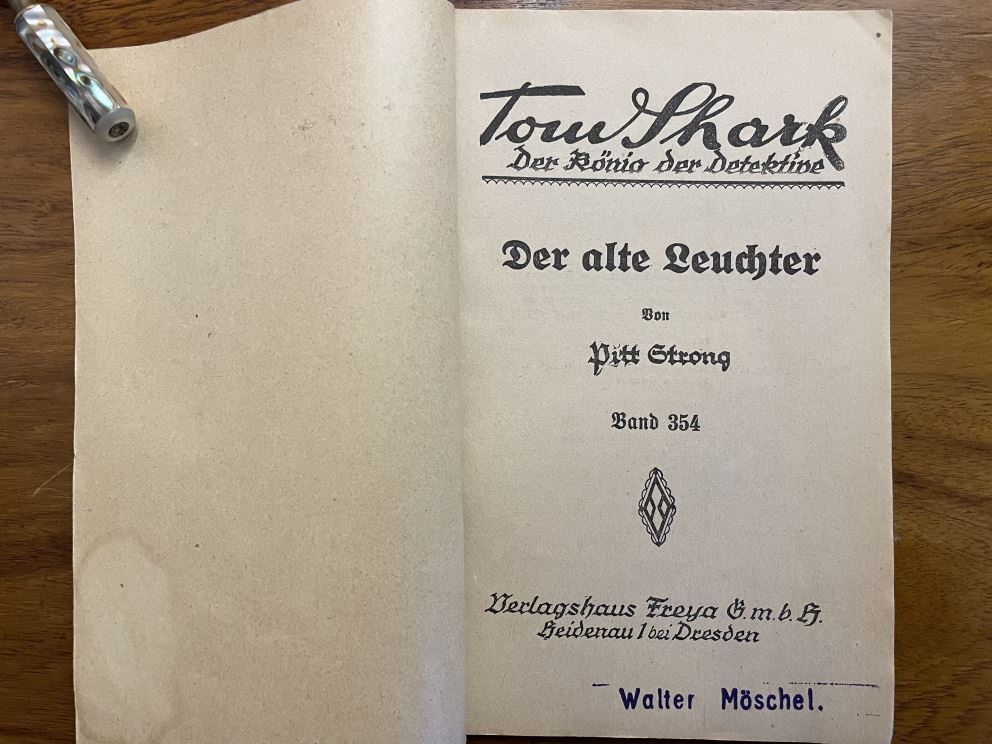 Tom Shark
Der König der Detektive
Der alte Leuchter
Von
Pitt Strong
Band 354
Verlagshaus Freya G.m.b.H.
Heidenau 1 bei Dresden
Walter Möschel.